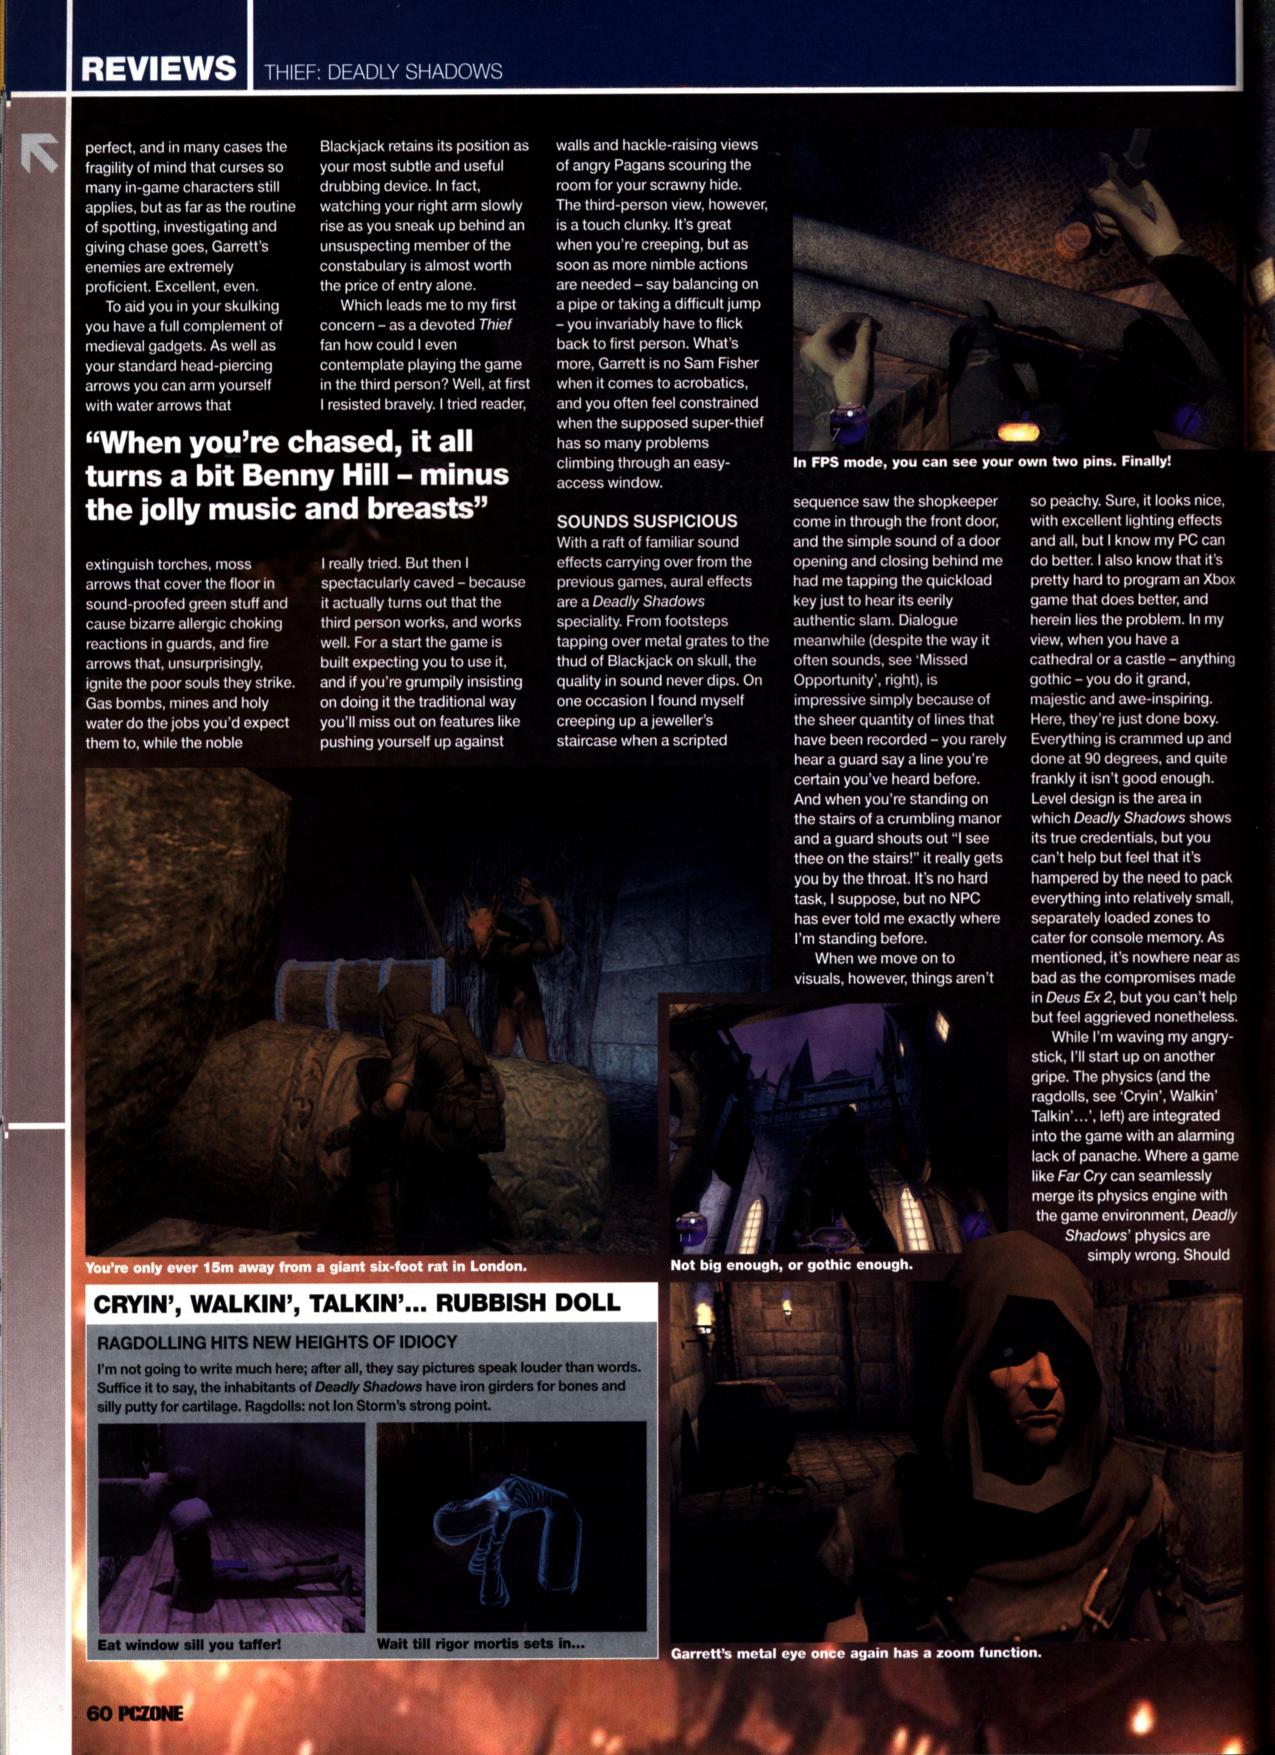 REVIEWS
THIEF: DEADLY SHADOWS
perfect, and in many cases the
fragility of mind that curses so
many in-game characters still
applies, but as far as the routine
of spotting, investigating and
giving chase goes, Garrett's
enemies are extremely
proficient. Excellent, even.
To aid you in your skulking
you have a full complement of
medieval gadgets. As well as
your standard head-piercing
arrows you can arm yourself
with water arrows that
"When you're chased, it all
turns a bit Benny Hill – minus
the jolly music and breasts"
extinguish torches, moss
arrows that cover the floor in
sound-proofed green stuff and
cause bizarre allergic choking
reactions in guards, and fire
arrows that, unsurprisingly,
ignite the poor souls they strike.
Gas bombs, mines and holy
water do the jobs you'd expect
them to, while the noble
Blackjack retains its position as
your most subtle and useful
drubbing device. In fact,
watching your right arm slowly
rise as you sneak up behind an
unsuspecting member of the
constabulary is almost worth
the price of entry alone.
Which leads me to my first
concern – as a devoted Thief
fan how could I even
contemplate playing the game
in the third person? Well, at first
I resisted bravely. I tried reader,
I really tried. But then I
spectacularly caved – because
it actually turns out that the
third person works, and works
well. For a start the game is
built expecting you to use it,
and if you're grumpily insisting
on doing it the traditional way
you'll miss out on features like
pushing yourself up against
walls and hackle-raising views
of angry Pagans scouring the
room for your scrawny hide.
The third-person view, however,
is a touch clunky. It's great
when you're creeping, but as
soon as more nimble actions
are needed – say balancing on
a pipe or taking a difficult jump
– you invariably have to flick
back to first person. What's
more, Garrett is no Sam Fisher
when it comes to acrobatics,
and you often feel constrained
when the supposed super-thief
has so many problems
climbing through an easy-
access window.
SOUNDS SUSPICIOUS
With a raft of familiar sound
effects carrying over from the
previous games, aural effects
are a Deadly Shadows
speciality. From footsteps
tapping over metal grates to the
thud of Blackjack on skull, the
quality in sound never dips. On
one occasion I found myself
creeping up a jeweller's
staircase when a scripted
7
In FPS mode, you can see your own two pins. Finally!
sequence saw the shopkeeper
come in through the front door,
and the simple sound of a door
opening and closing behind me
had me tapping the quickload
key just to hear its eerily
authentic slam. Dialogue
meanwhile (despite the way it
often sounds, see 'Missed
Opportunity', right), is
impressive simply because of
the sheer quantity of lines that
have been recorded – you rarely
hear a guard say a line you're
certain you've heard before.
And when you're standing on
the stairs of a crumbling manor
and a guard shouts out "I see
thee on the stairs!" it really gets
you by the throat. It's no hard
task, I suppose, but no NPC
has ever told me exactly where
I'm standing before.
When we move on to
visuals, however, things aren't
so peachy. Sure, it looks nice,
with excellent lighting effects
and all, but I know my PC can
do better. I also know that it's
pretty hard to program an Xbox
game that does better, and
herein lies the problem. In my
view, when you have a
cathedral or a castle – anything
gothic – you do it grand,
majestic and awe-inspiring.
Here, they're just done boxy.
Everything is crammed up and
done at 90 degrees, and quite
frankly it isn't good enough.
Level design is the area in
which Deadly Shadows shows
its true credentials, but you
can't help but feel that it's
hampered by the need to pack
everything into relatively small,
separately loaded zones to
cater for console memory. As
mentioned, it's nowhere near as
bad as the compromises made
in Deus Ex 2, but you can't help
but feel aggrieved nonetheless.
While I'm waving my angry-
stick, I'll start up on another
gripe. The physics (and the
ragdolls, see 'Cryin', Walkin'
Talkin'...', left) are integrated
into the game with an alarming
lack of panache. Where a game
like Far Cry can seamlessly
merge its physics engine with
the game environment, Deadly
Shadows' physics are
simply wrong. Should
You're only ever 15m away from a giant six-foot rat in London.
11
Not big enough, or gothic enough.
CRYIN', WALKIN', TALKIN'... RUBBISH DOLL
RAGDOLLING HITS NEW HEIGHTS OF IDIOCY
I'm not going to write much here; after all, they say pictures speak louder than words.
Suffice it to say, the inhabitants of Deadly Shadows have iron girders for bones and
silly putty for cartilage. Ragdolls: not Ion Storm's strong point.
Eat window sill you taffer!
Wait till rigor mortis sets in...
Garrett's metal eye once again has a zoom function.
60 PCZONE